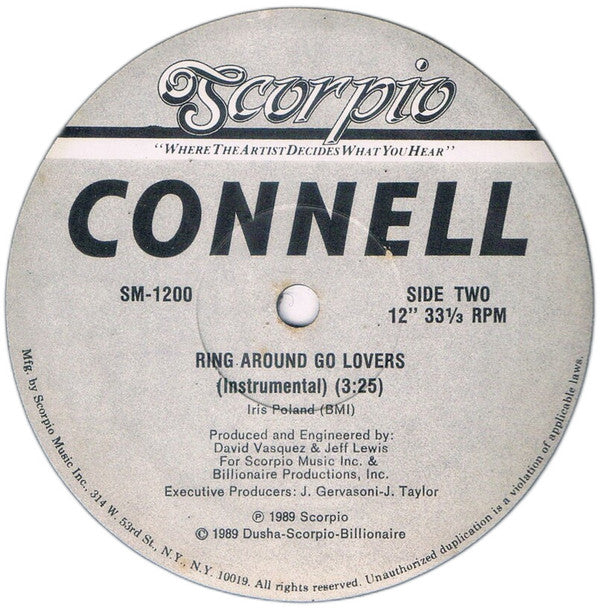 Scorpio
"WHERE THE ARTIST DECIDES WHAT YOU HEAR"
CONNELL
SM-1200
SIDE TWO
12" 33⅓ RPM
RING AROUND GO LOVERS
(Instrumental) (3:25)
Iris Poland (BMI)
Produced and Engineered by:
David Vasquez & Jeff Lewis
For Scorpio Music Inc. &
Billionaire Productions, Inc.
Executive Producers: J. Gervasoni-J. Taylor
℗ 1989 Scorpio
© 1989 Dusha-Scorpio-Billionaire
Mfg. by Scorpio Music Inc., 314 W. 53rd St., N.Y. N.Y. 10019. All rights reserved. Unauthorized duplication is a violation of applicable laws.